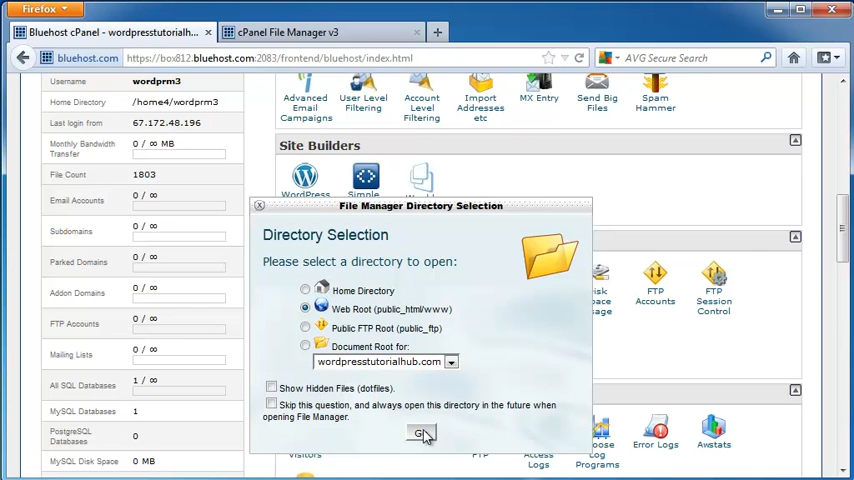 Firefox
Bluehost cPanel - wordpresstutorialh...
cPanel File Manager v3
bluehost.com
https://box812.bluehost.com:2083/frontend/bluehost/index.html
AVG Secure Search
Username
wordprm3
Home Directory
/home4/wordprm3
Last login from
67.172.48.196
Monthly Bandwidth
Transfer
0 / ∞ MB
File Count
1803
Email Accounts
0 / ∞
Subdomains
0 / ∞
Parked Domains
0 / ∞
Addon Domains
0 / ∞
FTP Accounts
0 / ∞
Mailing Lists
0 / ∞
All SQL Databases
1 / ∞
MySQL Databases
1
PostgreSQL
Databases
0
MySQL Disk Space
0 MB
Advanced
Email
Campaigns
User Level
Filtering
Account
Level
Filtering
Import
Addresses
etc
MX Entry
Send Big
Files
Spam
Hammer
Site Builders
WordPress
Simple
File Manager Directory Selection
Directory Selection
Please select a directory to open:
Home Directory
Web Root (public_html/www)
Public FTP Root (public_ftp)
Document Root for:
wordpresstutorialhub.com
Show Hidden Files (dotfiles).
Skip this question, and always open this directory in the future when
opening File Manager.
FTP
Accounts
FTP
Session
Control
Visitors
FTP
Access
Logs
Log
Programs
Error Logs
Awstats